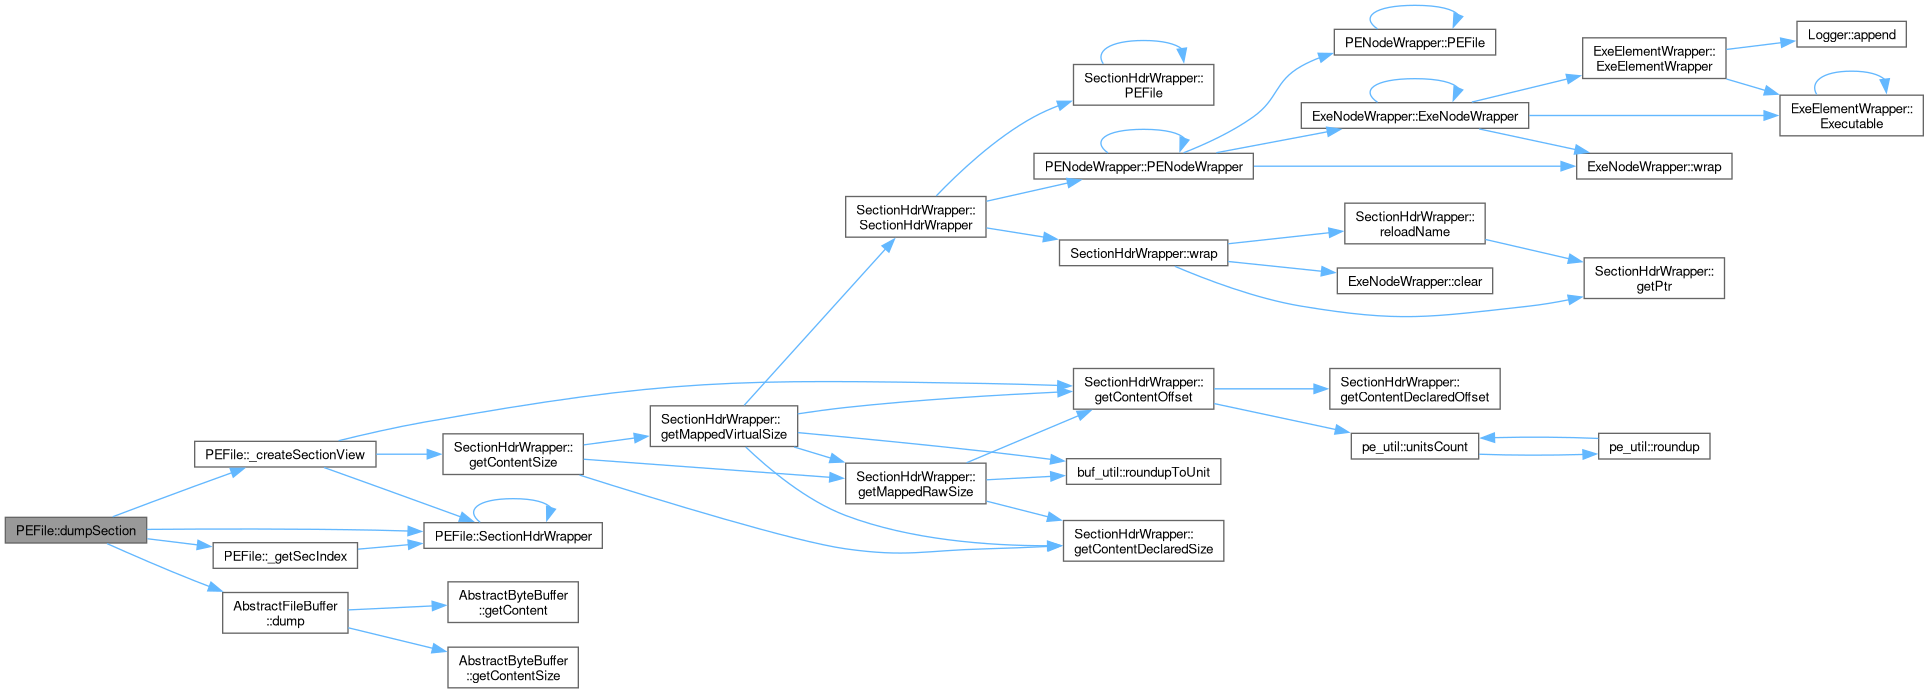 PEFile::dumpSection
PEFile::_createSectionView
PEFile::_getSecIndex
AbstractFileBuffer
::dump
SectionHdrWrapper::
getContentSize
PEFile::SectionHdrWrapper
AbstractByteBuffer
::getContent
AbstractByteBuffer
::getContentSize
SectionHdrWrapper::
getMappedVirtualSize
SectionHdrWrapper::
SectionHdrWrapper
SectionHdrWrapper::
getMappedRawSize
SectionHdrWrapper::
PEFile
PENodeWrapper::PENodeWrapper
SectionHdrWrapper::wrap
SectionHdrWrapper::
getContentOffset
buf_util::roundupToUnit
SectionHdrWrapper::
getContentDeclaredSize
PENodeWrapper::PEFile
ExeNodeWrapper::ExeNodeWrapper
SectionHdrWrapper::
reloadName
ExeNodeWrapper::clear
SectionHdrWrapper::
getContentDeclaredOffset
pe_util::unitsCount
ExeElementWrapper::
ExeElementWrapper
ExeNodeWrapper::wrap
SectionHdrWrapper::
getPtr
pe_util::roundup
Logger::append
ExeElementWrapper::
Executable